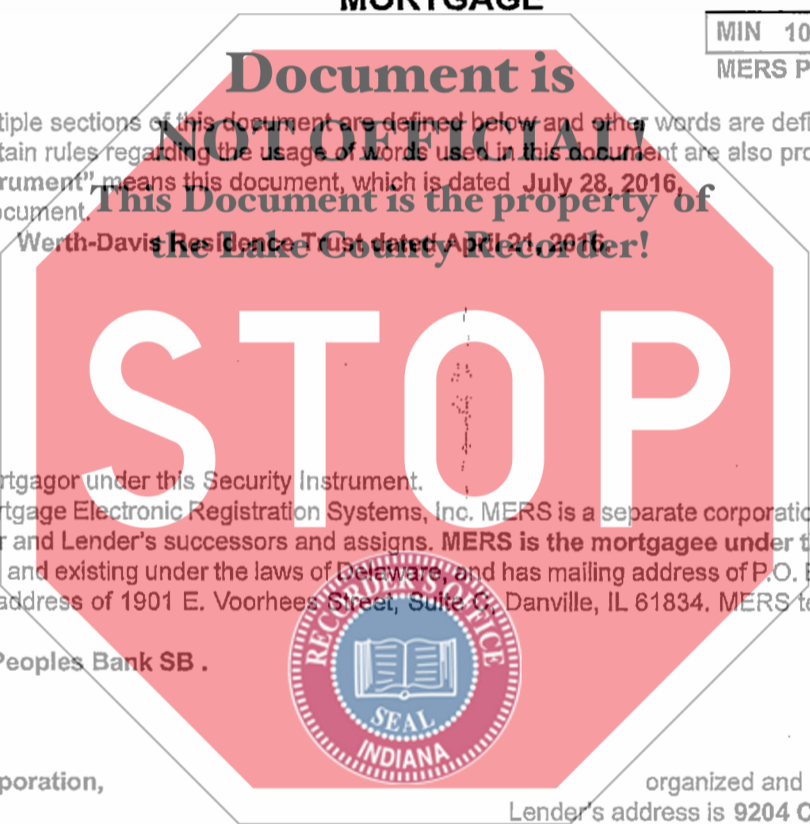 MORTGAGE
MIN 10
MERS P
Document is
tiple sections of this document are defined below and other words are defi
NOT OFFICIAL!
tain rules regarding the usage of words used in this document are also pro
rument" means this document, which is dated July 28, 2016,
This Document is the property of
ocument.
Werth-Davis Residence Trust dated April 21, 2016.
the Lake County Recorder!
STOP
rtgagor under this Security Instrument.
rtgage Electronic Registration Systems, Inc. MERS is a separate corporatio
r and Lender's successors and assigns. MERS is the mortgagee under t
and existing under the laws of Delaware, and has mailing address of P.O. B
address of 1901 E. Voorhees Street, Suite C, Danville, IL 61834. MERS te
RECORDER'S OFFICE
Peoples Bank SB .
SEAL
INDIANA
poration,
organized and
Lender's address is 9204 C